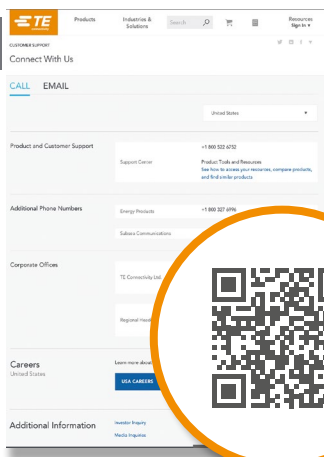 TE
Products
Industries &
Solutions
Search
Resources
Sign In
CUSTOMER SUPPORT
Connect With Us
CALL EMAIL
United States
Product and Customer Support
Support Center
+1 800 522 6752
Product Tools and Resources
See how to access your resources, compare products,
and find similar products
Additional Phone Numbers
Energy Products
+1 800 327 6996
Subsea Communications
Corporate Offices
TE Connectivity Ltd.
Regional
Careers
United States
Learn more about
USA CAREERS
Additional Information
Investor Inquiry
Media Inquiries